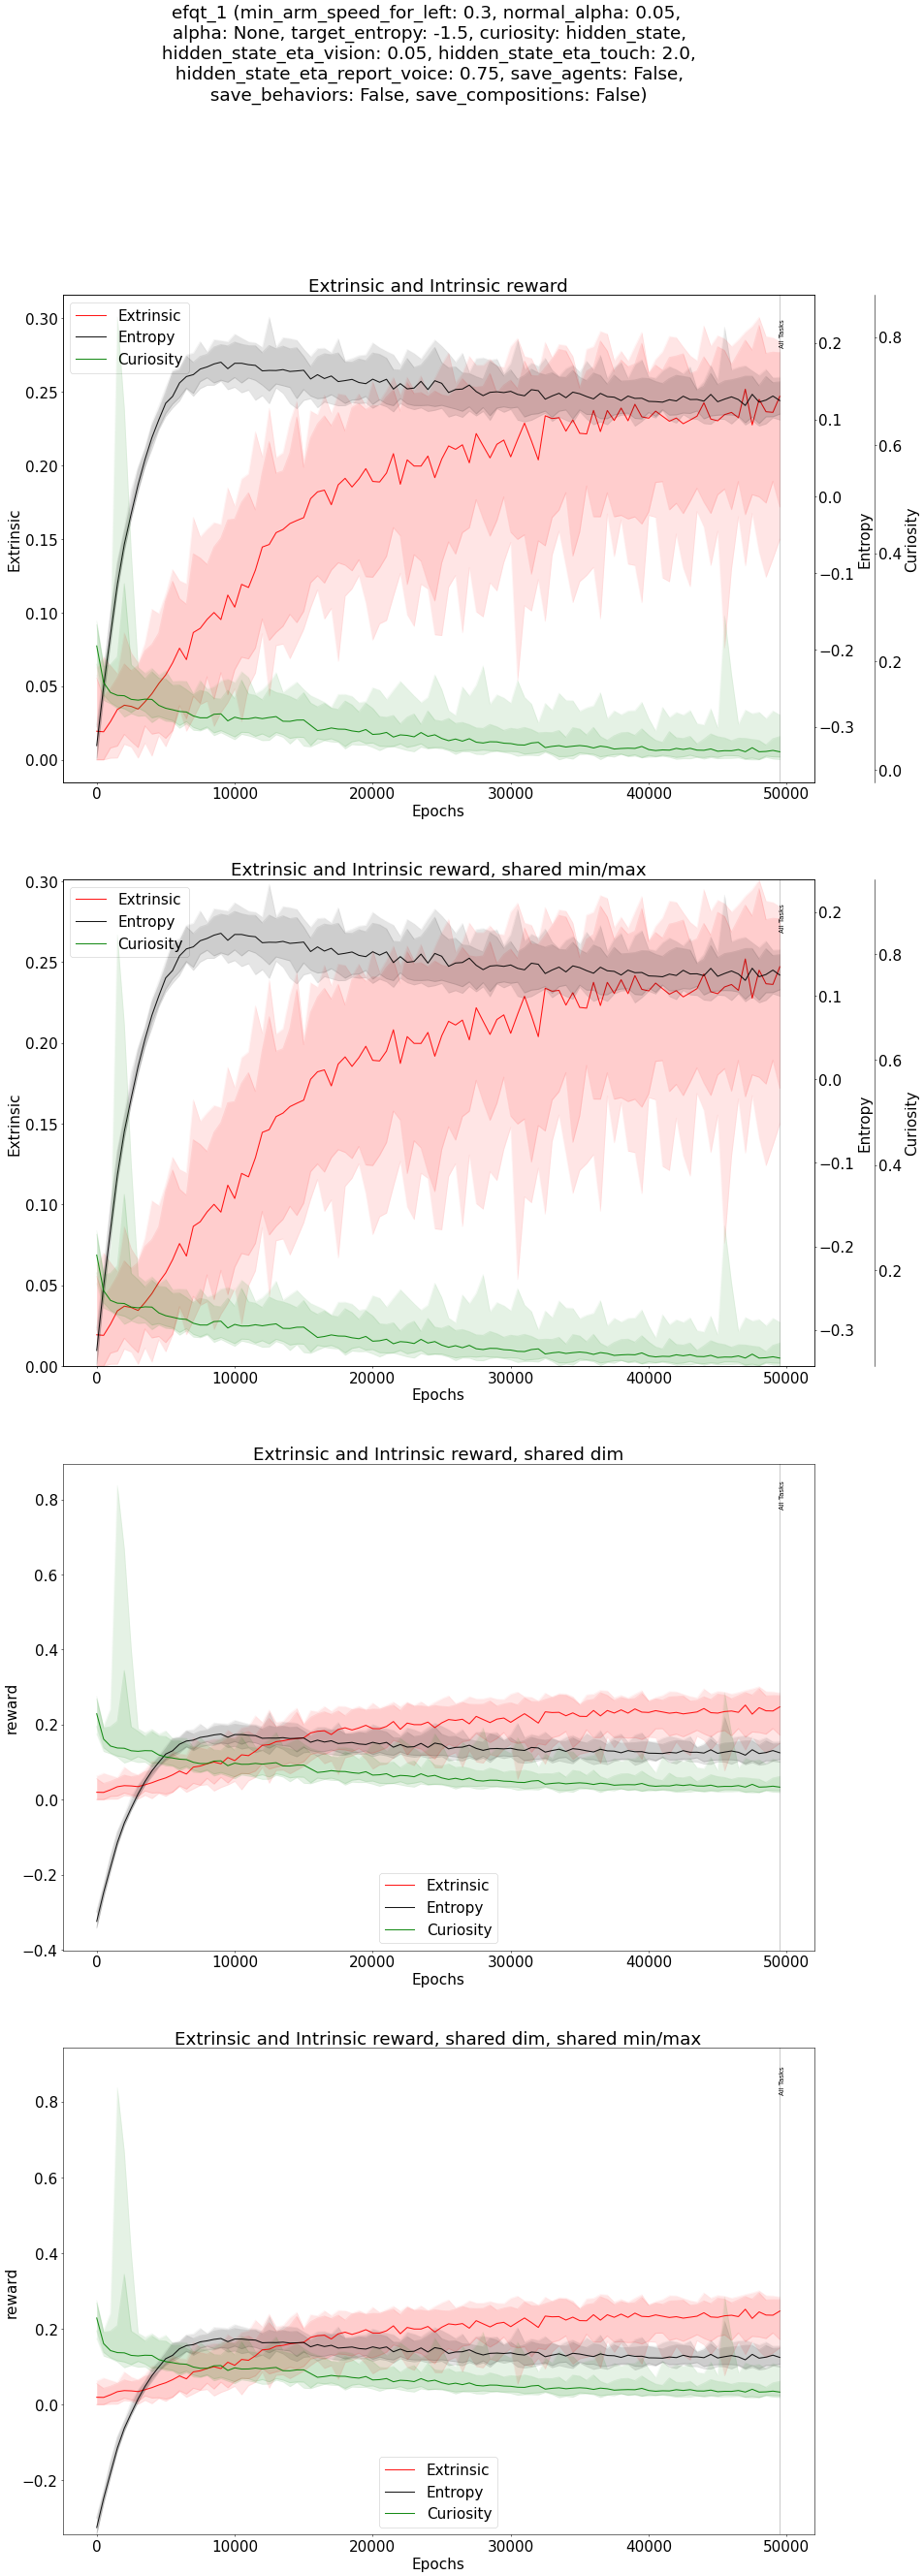 efqt_1 (min_arm_speed_for_left: 0.3, normal_alpha: 0.05,
alpha: None, target_entropy: -1.5, curiosity: hidden_state,
hidden_state_eta_vision: 0.05, hidden_state_eta_touch: 2.0,
hidden_state_eta_report_voice: 0.75, save_agents: False,
save_behaviors: False, save_compositions: False)
Extrinsic and Intrinsic reward
Extrinsic
Entropy
Curiosity
All Tasks
0.30
0.25
0.20
0.15
0.10
0.05
0.00
Extrinsic
0.2
0.1
0.0
−0.1
−0.2
−0.3
Entropy
0.8
0.6
0.4
0.2
0.0
Curiosity
0 10000 20000 30000 40000 50000
Epochs
Extrinsic and Intrinsic reward, shared min/max
Extrinsic
Entropy
Curiosity
All Tasks
0.30
0.25
0.20
0.15
0.10
0.05
0.00
Extrinsic
0.2
0.1
0.0
−0.1
−0.2
−0.3
Entropy
0.8
0.6
0.4
0.2
Curiosity
0 10000 20000 30000 40000 50000
Epochs
Extrinsic and Intrinsic reward, shared dim
All Tasks
0.8
0.6
0.4
0.2
0.0
−0.2
−0.4
reward
Extrinsic
Entropy
Curiosity
0 10000 20000 30000 40000 50000
Epochs
Extrinsic and Intrinsic reward, shared dim, shared min/max
All Tasks
0.8
0.6
0.4
0.2
0.0
−0.2
reward
Extrinsic
Entropy
Curiosity
0 10000 20000 30000 40000 50000
Epochs